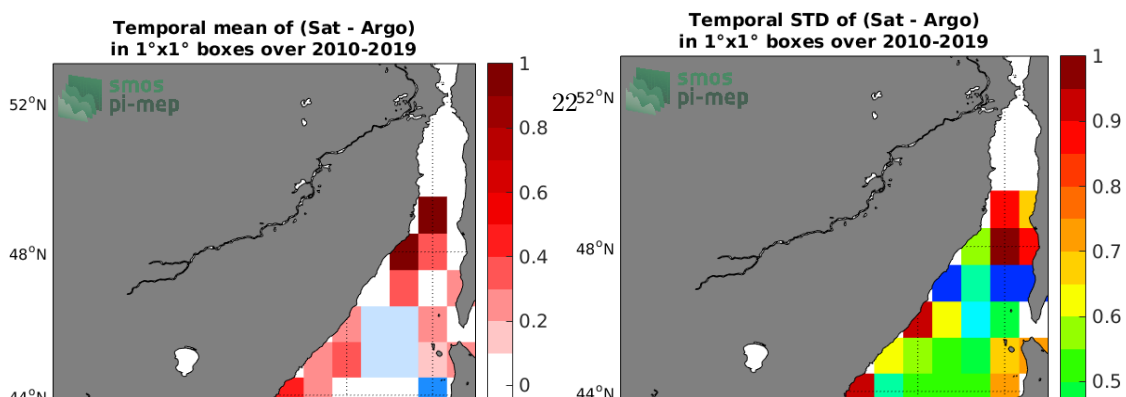 Temporal mean of (Sat - Argo)
in 1°x1° boxes over 2010-2019
smos
pi-mep
52°N
48°N
44°N
1
0.8
0.6
0.4
0.2
0
22
Temporal STD of (Sat - Argo)
in 1°x1° boxes over 2010-2019
smos
pi-mep
52°N
48°N
44°N
1
0.9
0.8
0.7
0.6
0.5